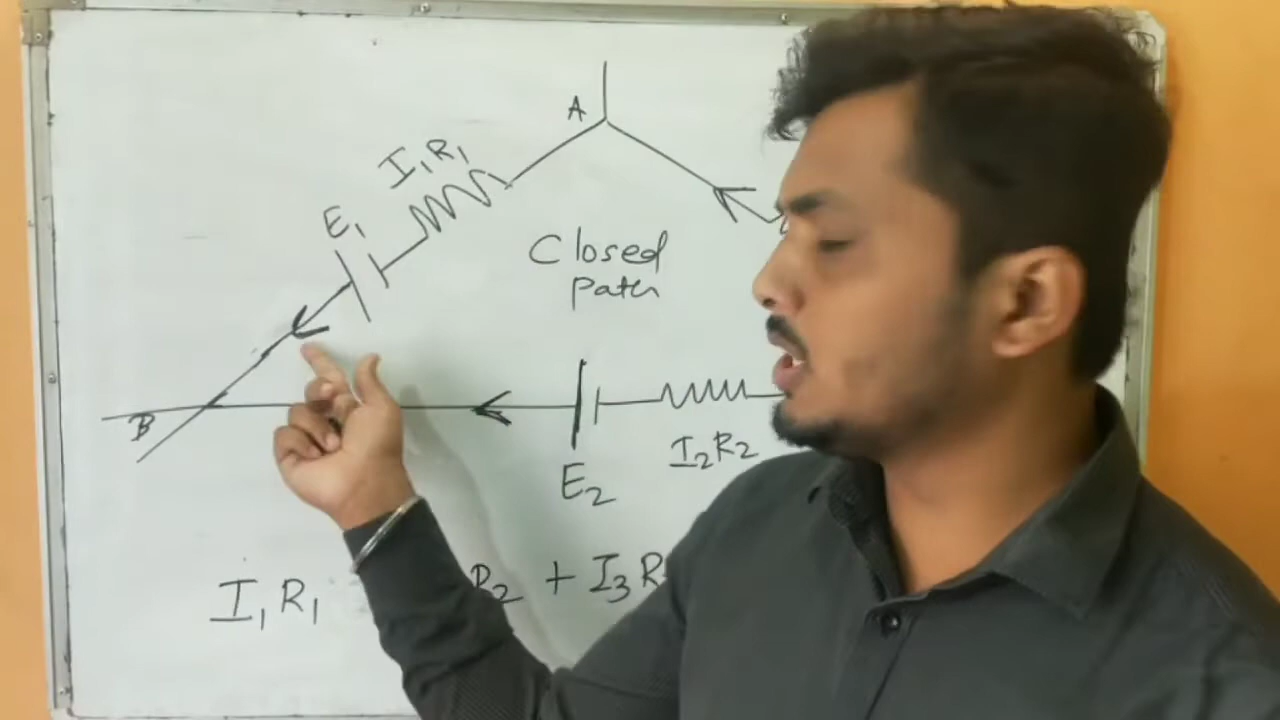 A
I₁R₁
E₁
Closed
Path
B
I₂R₂
E₂
I₁R₁ R₂ + I₃R